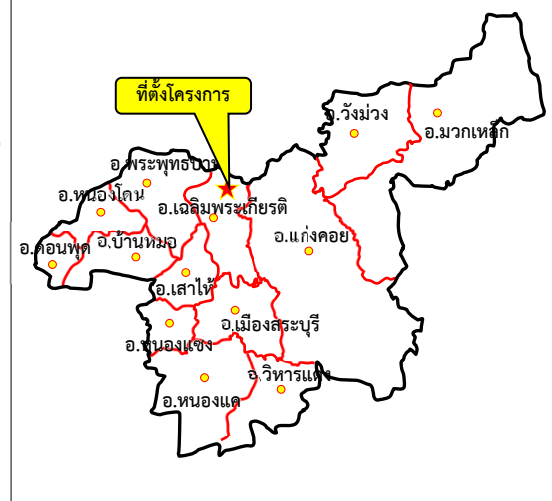 ที่ตั้งโครงการ
อ.วังม่วง
อ.มวกเหล็ก
อ.พระพุทธบาท
อ.หนองโดน
อ.เฉลิมพระเกียรติ
อ.แก่งคอย
อ.ดอนพุด
อ.บ้านหมอ
อ.เสาไห้
อ.เมืองสระบุรี
อ.หนองแซง
อ.วิหารแดง
อ.หนองแค